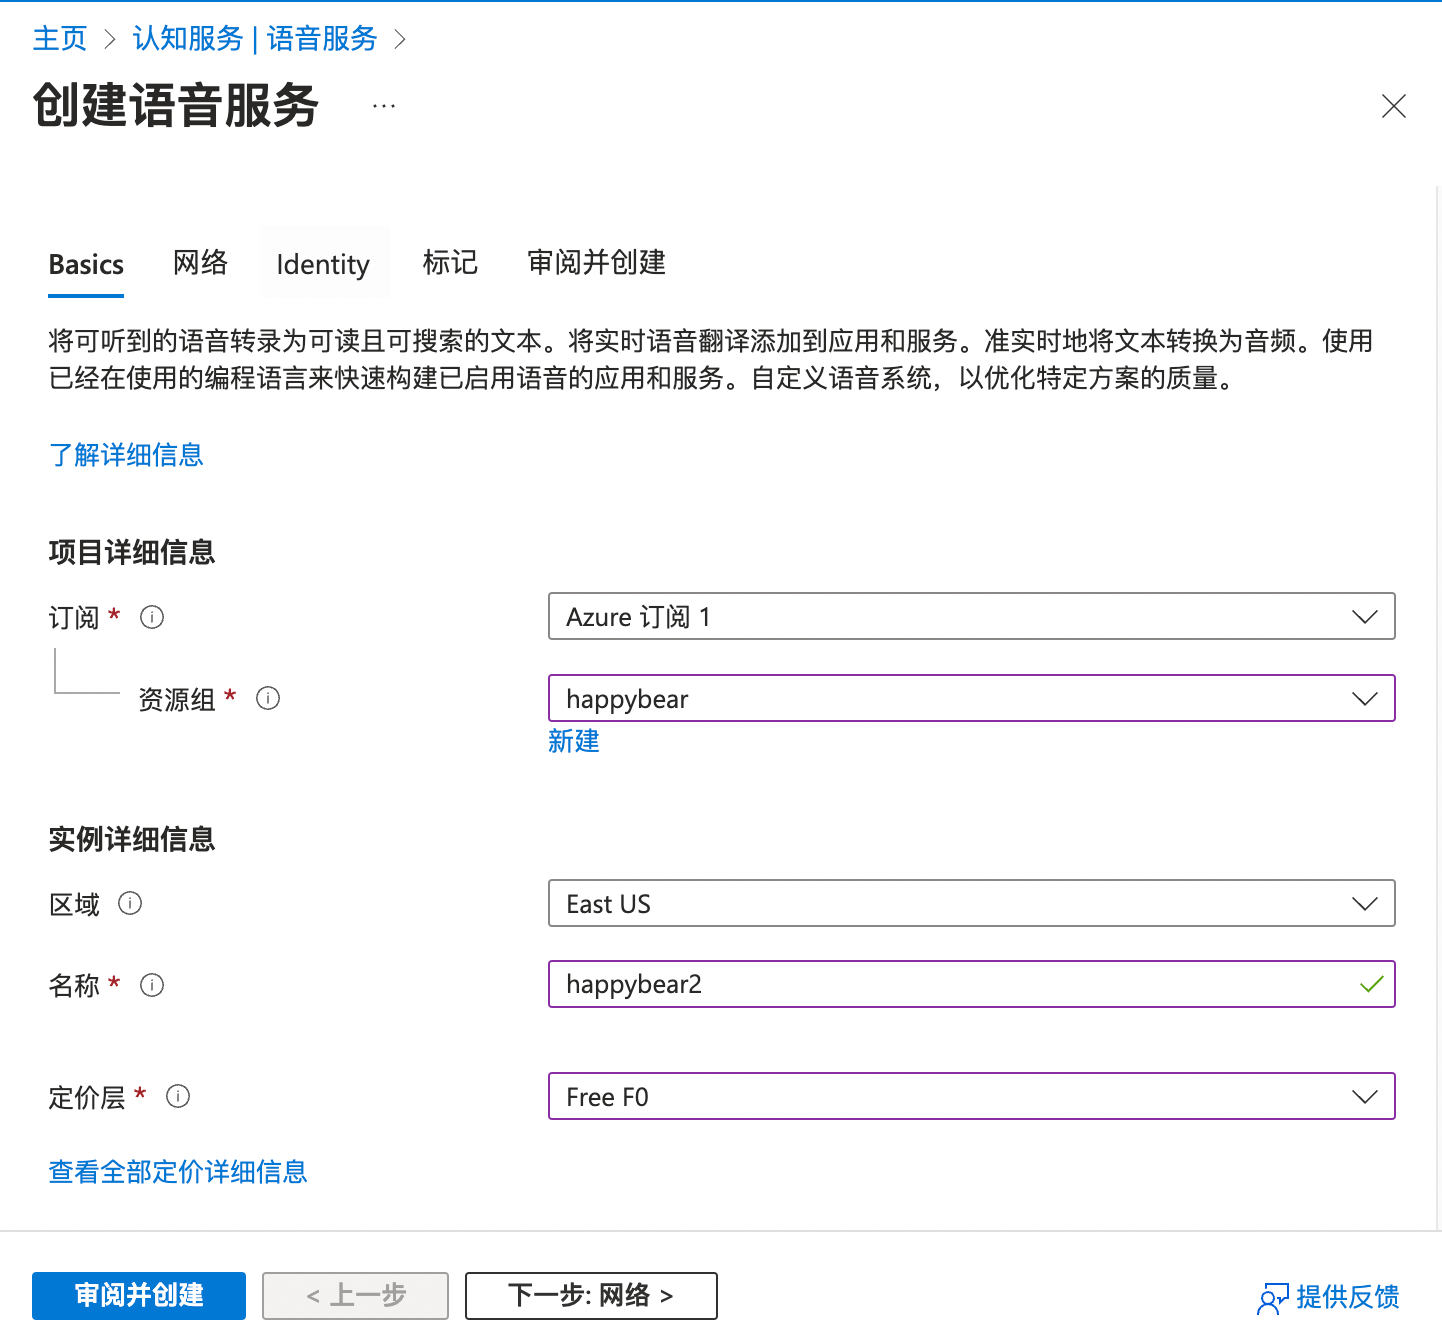 主页 > 认知服务 | 语音服务 >
创建语音服务 ...
Basics 网络 Identity 标记 审阅并创建
将可听到的语音转录为可读且可搜索的文本。将实时语音翻译添加到应用和服务。准实时地将文本转换为音频。使用
已经在使用的编程语言来快速构建已启用语音的应用和服务。自定义语音系统，以优化特定方案的质量。
了解详细信息
项目详细信息
订阅 * Azure 订阅 1
资源组 * happybear
新建
实例详细信息
区域 East US
名称 * happybear2
定价层 * Free F0
查看全部定价详细信息
审阅并创建 < 上一步 下一步: 网络 > 提供反馈